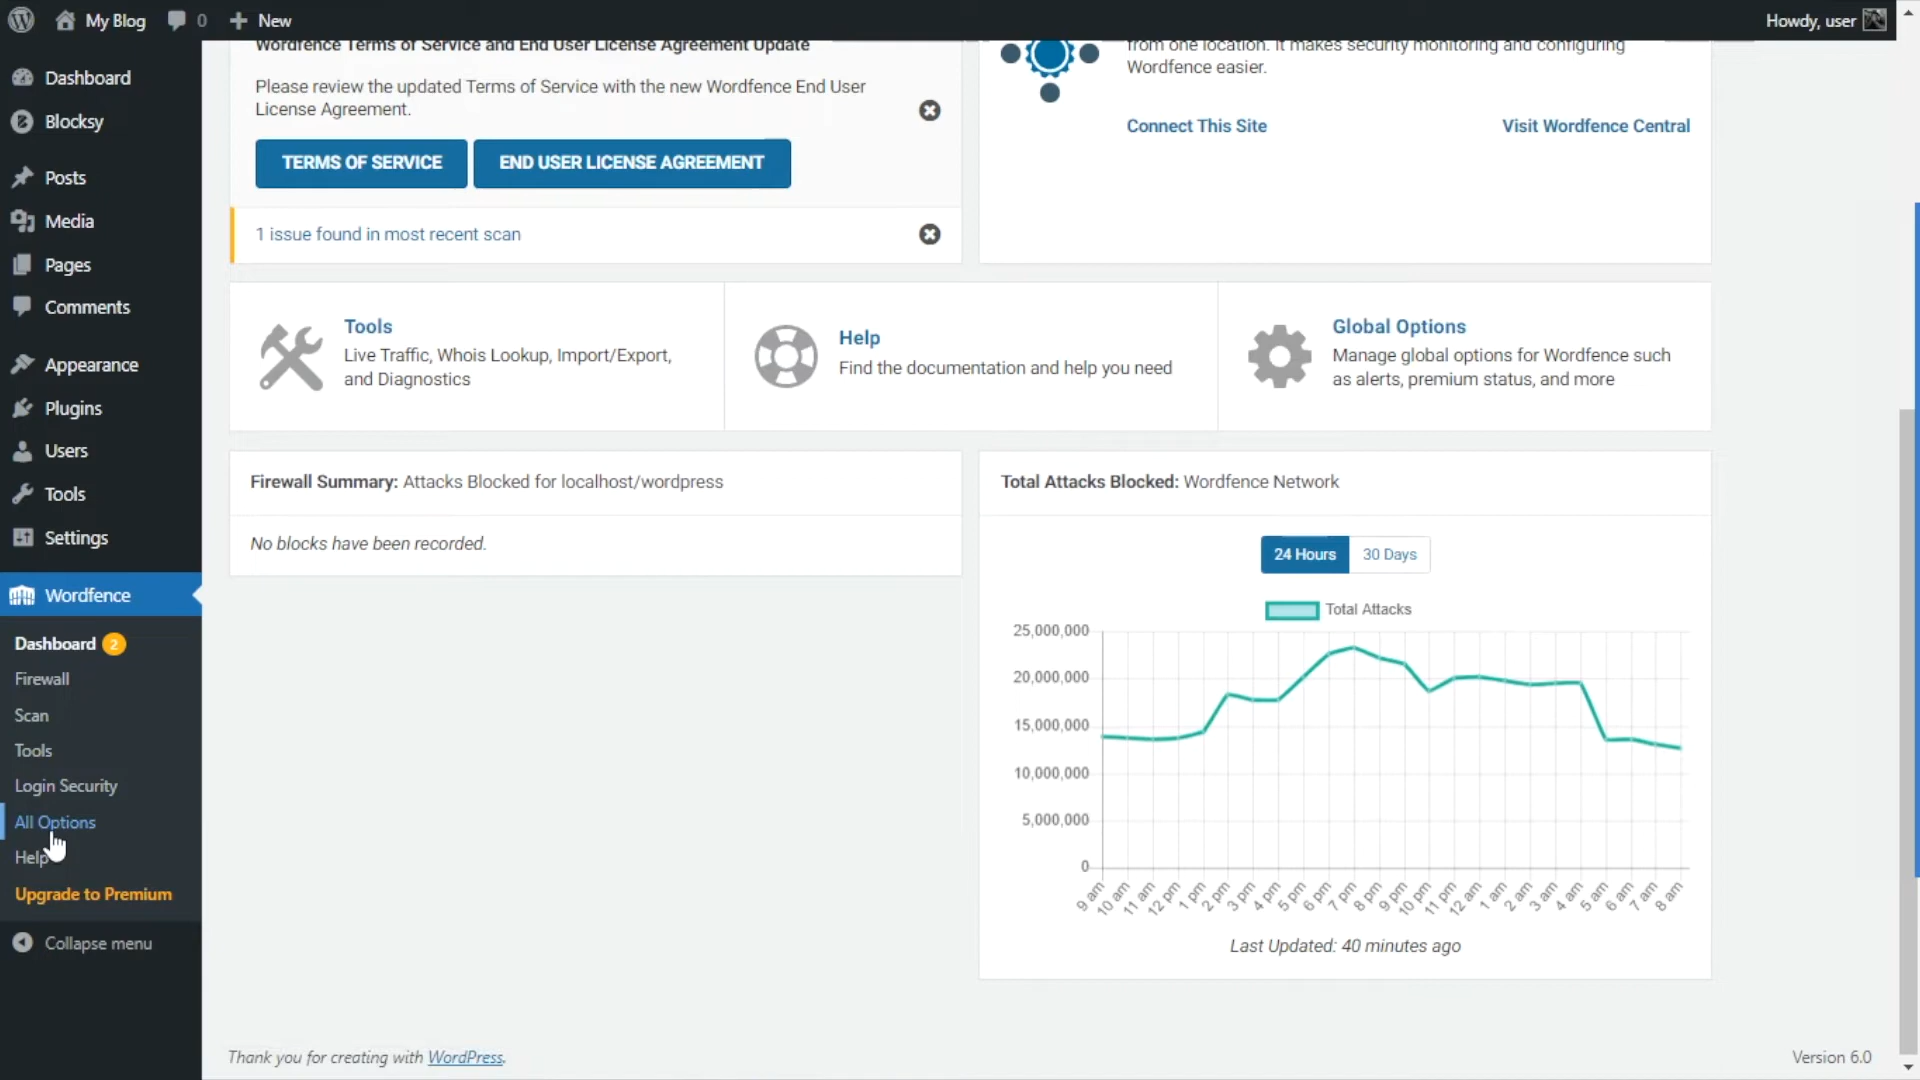 My Blog
0
New
Howdy, user
Dashboard
Blocksy
Posts
Media
Pages
Comments
Appearance
Plugins
Users
Tools
Settings
Wordfence
Dashboard 2
Firewall
Scan
Tools
Login Security
All Options
Help
Upgrade to Premium
Collapse menu
Wordfence Terms of Service and End User License Agreement Update
Please review the updated Terms of Service with the new Wordfence End User
License Agreement.
TERMS OF SERVICE
END USER LICENSE AGREEMENT
1 issue found in most recent scan
from one location. It makes security monitoring and configuring
Wordfence easier.
Connect This Site
Visit Wordfence Central
Tools
Live Traffic, Whois Lookup, Import/Export,
and Diagnostics
Help
Find the documentation and help you need
Global Options
Manage global options for Wordfence such
as alerts, premium status, and more
Firewall Summary: Attacks Blocked for localhost/wordpress
No blocks have been recorded.
Total Attacks Blocked: Wordfence Network
24 Hours
30 Days
Total Attacks
25,000,000
20,000,000
15,000,000
10,000,000
5,000,000
0
9 am 10 am 11 am 12 pm 1 pm 2 pm 3 pm 4 pm 5 pm 6 pm 7 pm 8 pm 9 pm 10 pm 11 pm 12 am 1 am 2 am 3 am 4 am 5 am 6 am 7 am 8 am
Last Updated: 40 minutes ago
Thank you for creating with WordPress.
Version 6.0